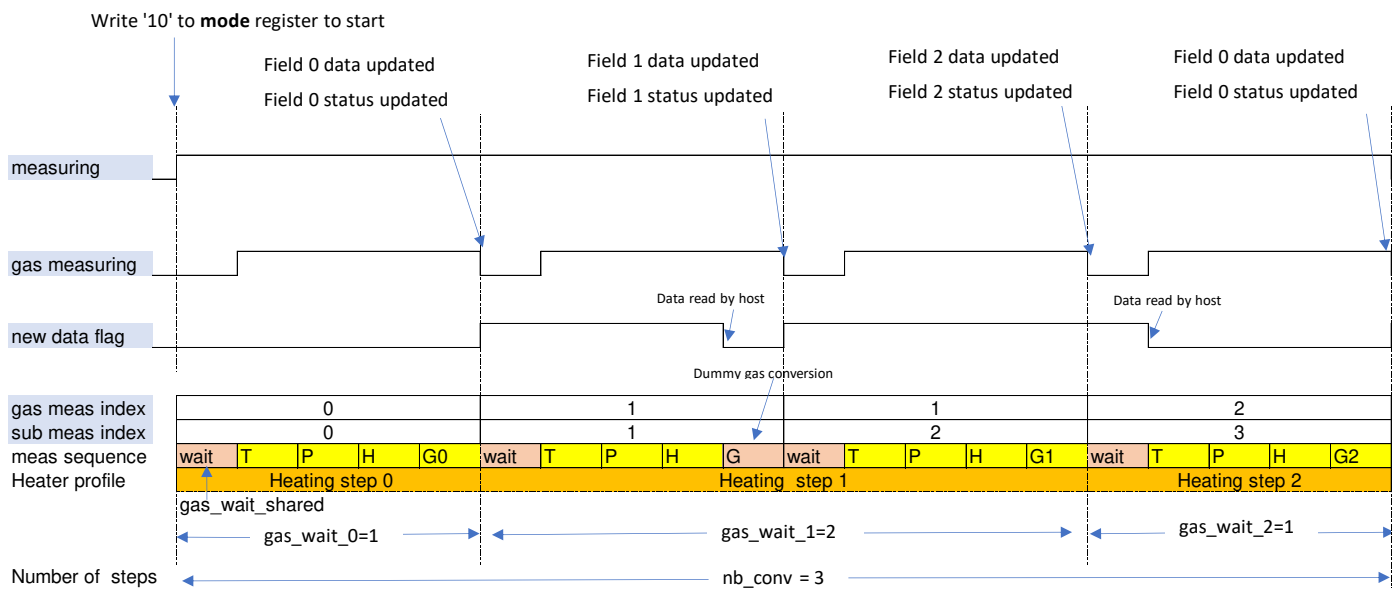 Write '10' to mode register to start
Field 0 data updated
Field 0 status updated
Field 1 data updated
Field 1 status updated
Field 2 data updated
Field 2 status updated
Field 0 data updated
Field 0 status updated
measuring
gas measuring
Data read by host
Data read by host
new data flag
Dummy gas conversion
gas meas index 0 1 1 2
sub meas index 0 1 2 3
meas sequence wait T P H G0 wait T P H G wait T P H G1 wait T P H G2
Heater profile Heating step 0 Heating step 1 Heating step 2
gas_wait_shared
gas_wait_0=1 gas_wait_1=2 gas_wait_2=1
Number of steps nb_conv = 3